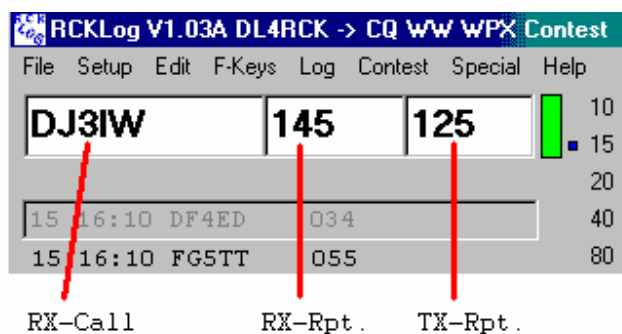 RCKLog V1.03A DL4RCK -> CQ WW WPX Contest
File Setup Edit F-Keys Log Contest Special Help
DJ3IW 145 125
10
15
20
15 16:10 DF4ED 034 40
15 16:10 FG5TT 055 80
RX-Call RX-Rpt. TX-Rpt.